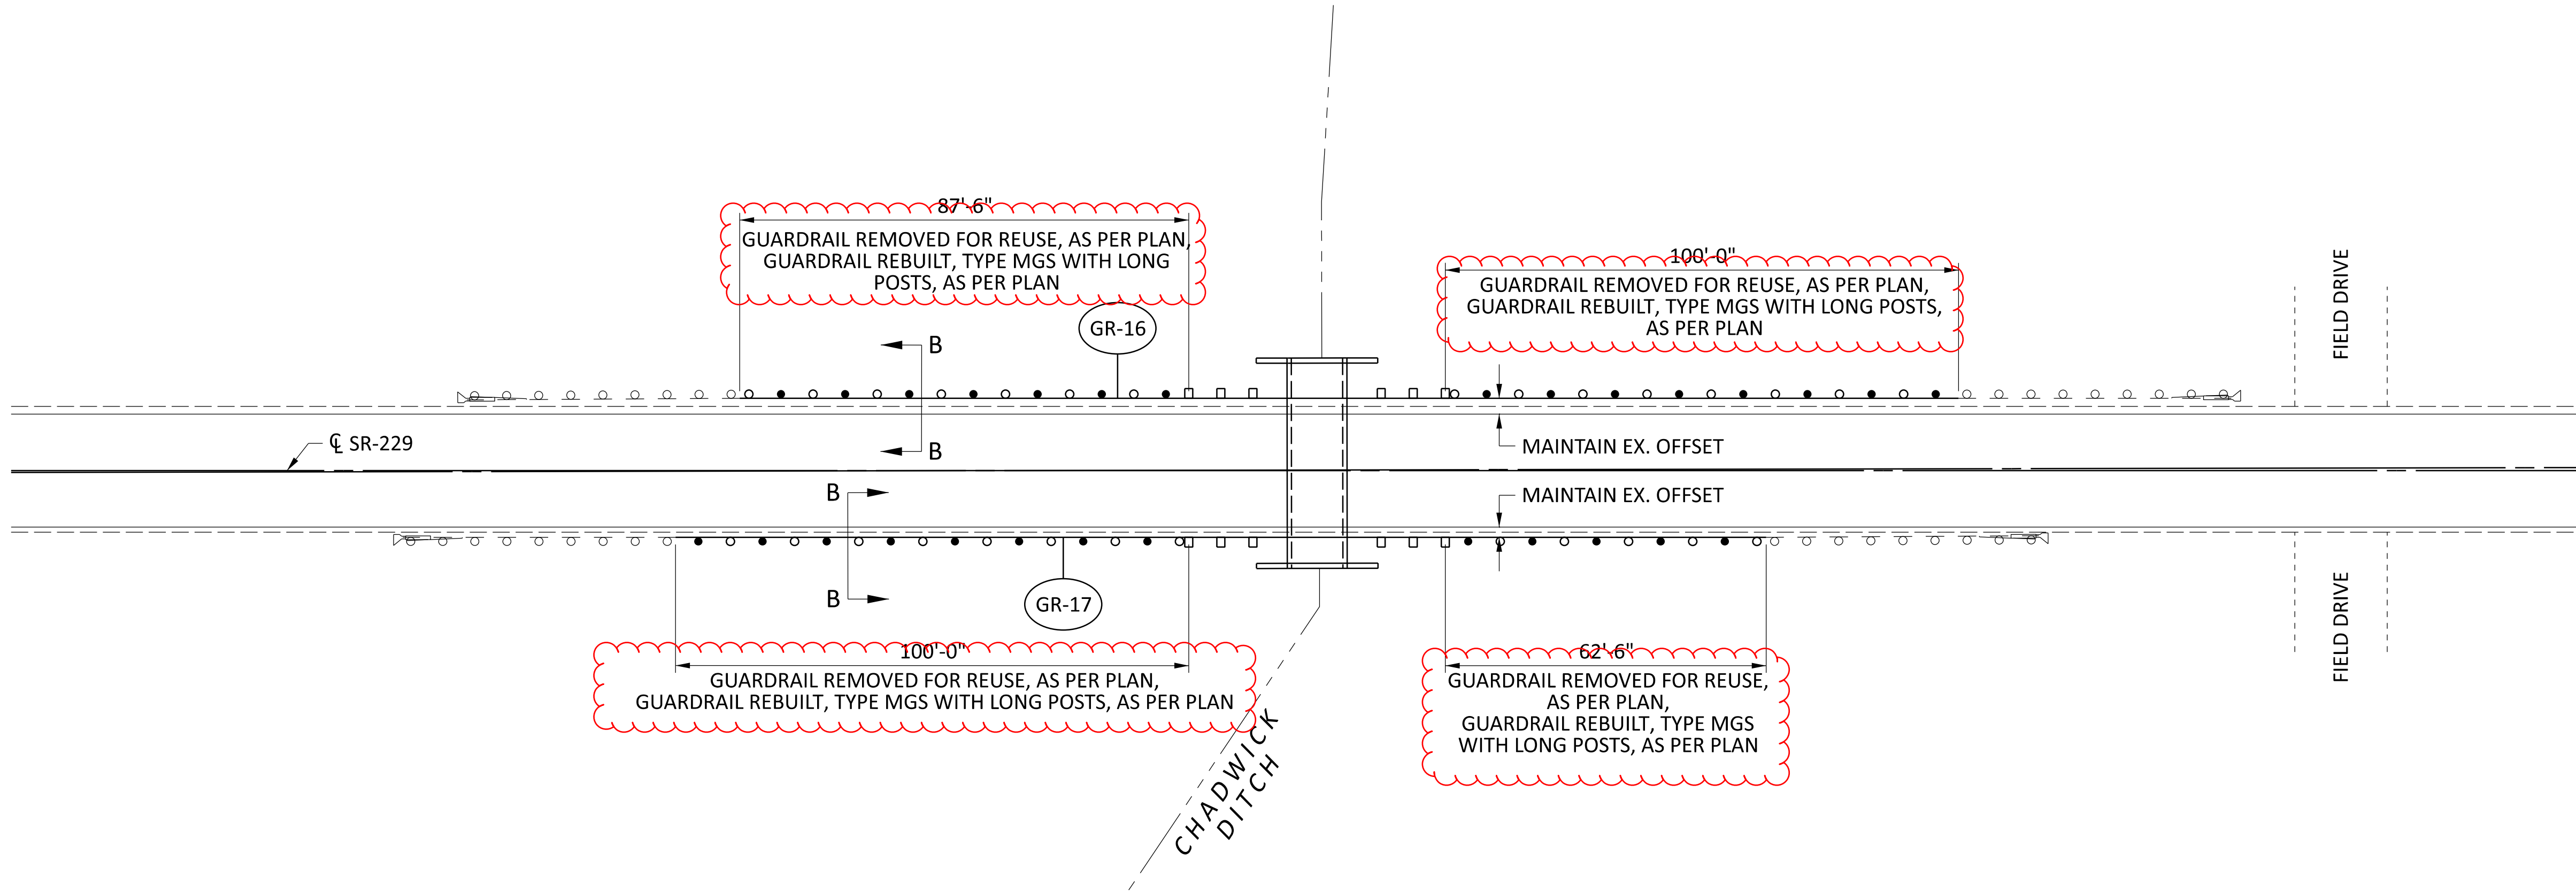 87'-6"
GUARDRAIL REMOVED FOR REUSE, AS PER PLAN,
GUARDRAIL REBUILT, TYPE MGS WITH LONG
POSTS, AS PER PLAN
100'-0"
GUARDRAIL REMOVED FOR REUSE, AS PER PLAN,
GUARDRAIL REBUILT, TYPE MGS WITH LONG POSTS,
AS PER PLAN
FIELD DRIVE
GR-16
B
B
℄ SR-229
MAINTAIN EX. OFFSET
B
MAINTAIN EX. OFFSET
B
GR-17
FIELD DRIVE
100'-0"
GUARDRAIL REMOVED FOR REUSE, AS PER PLAN,
GUARDRAIL REBUILT, TYPE MGS WITH LONG POSTS, AS PER PLAN
62'-6"
GUARDRAIL REMOVED FOR REUSE,
AS PER PLAN,
GUARDRAIL REBUILT, TYPE MGS
WITH LONG POSTS, AS PER PLAN
CHADWICK
DITCH